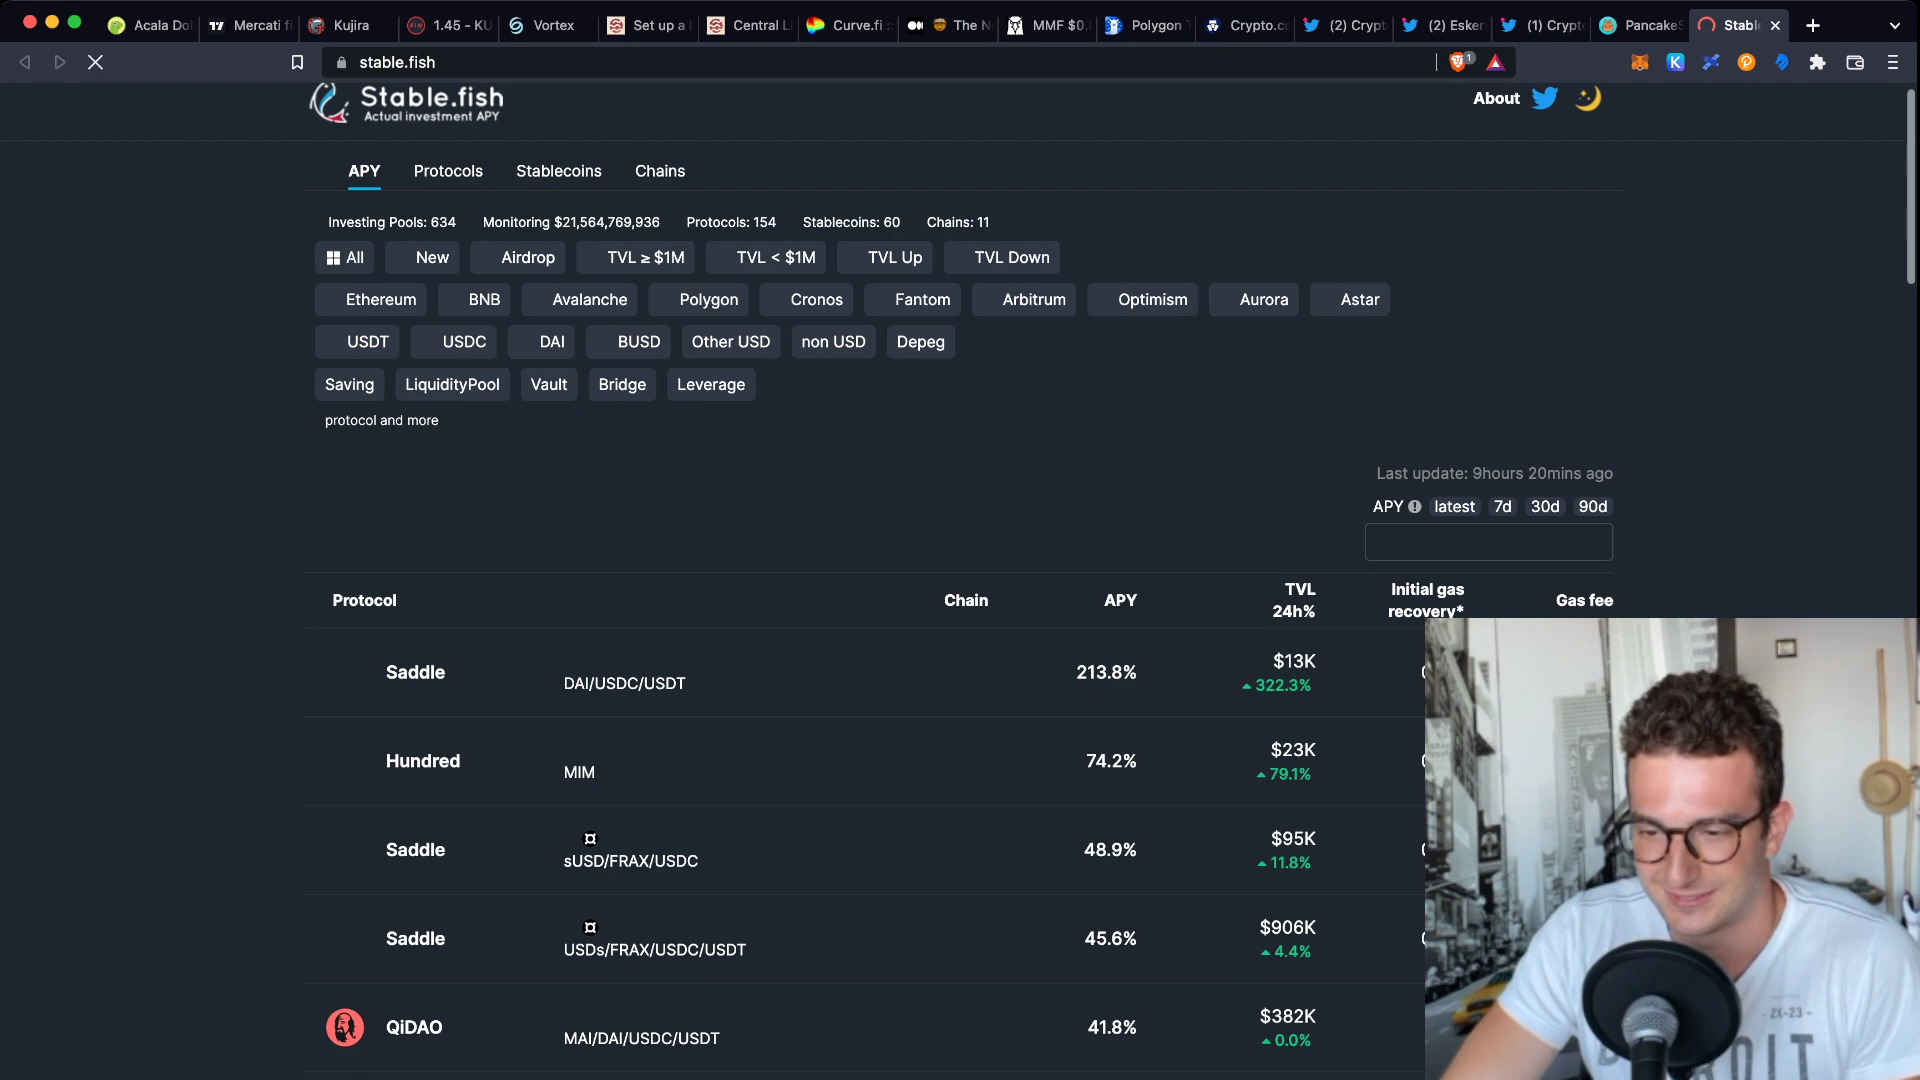 Acala Do
Mercati f
Kujira
1.45 - KU
Vortex
Set up a
Central L
Curve.fi
The N
MMF $0.
Polygon
Crypto.c
(2) Crypt
(2) Esker
(1) Crypt
Pancake
Stabl
stable.fish
1
Stable.fish
Actual investment APY
About
APY Protocols Stablecoins Chains
Investing Pools: 634 Monitoring $21,564,769,936 Protocols: 154 Stablecoins: 60 Chains: 11
All New Airdrop TVL ≥ $1M TVL < $1M TVL Up TVL Down
Ethereum BNB Avalanche Polygon Cronos Fantom Arbitrum Optimism Aurora Astar
USDT USDC DAI BUSD Other USD non USD Depeg
Saving LiquidityPool Vault Bridge Leverage
protocol and more
Last update: 9hours 20mins ago
APY latest 7d 30d 90d
Protocol Chain APY TVL 24h% Initial gas recovery* Gas fee
Saddle DAI/USDC/USDT 213.8% $13K 322.3%
Hundred MIM 74.2% $23K 79.1%
Saddle sUSD/FRAX/USDC 48.9% $95K 11.8%
Saddle USDs/FRAX/USDC/USDT 45.6% $906K 4.4%
QiDAO MAI/DAI/USDC/USDT 41.8% $382K 0.0%
- ZX-23 -